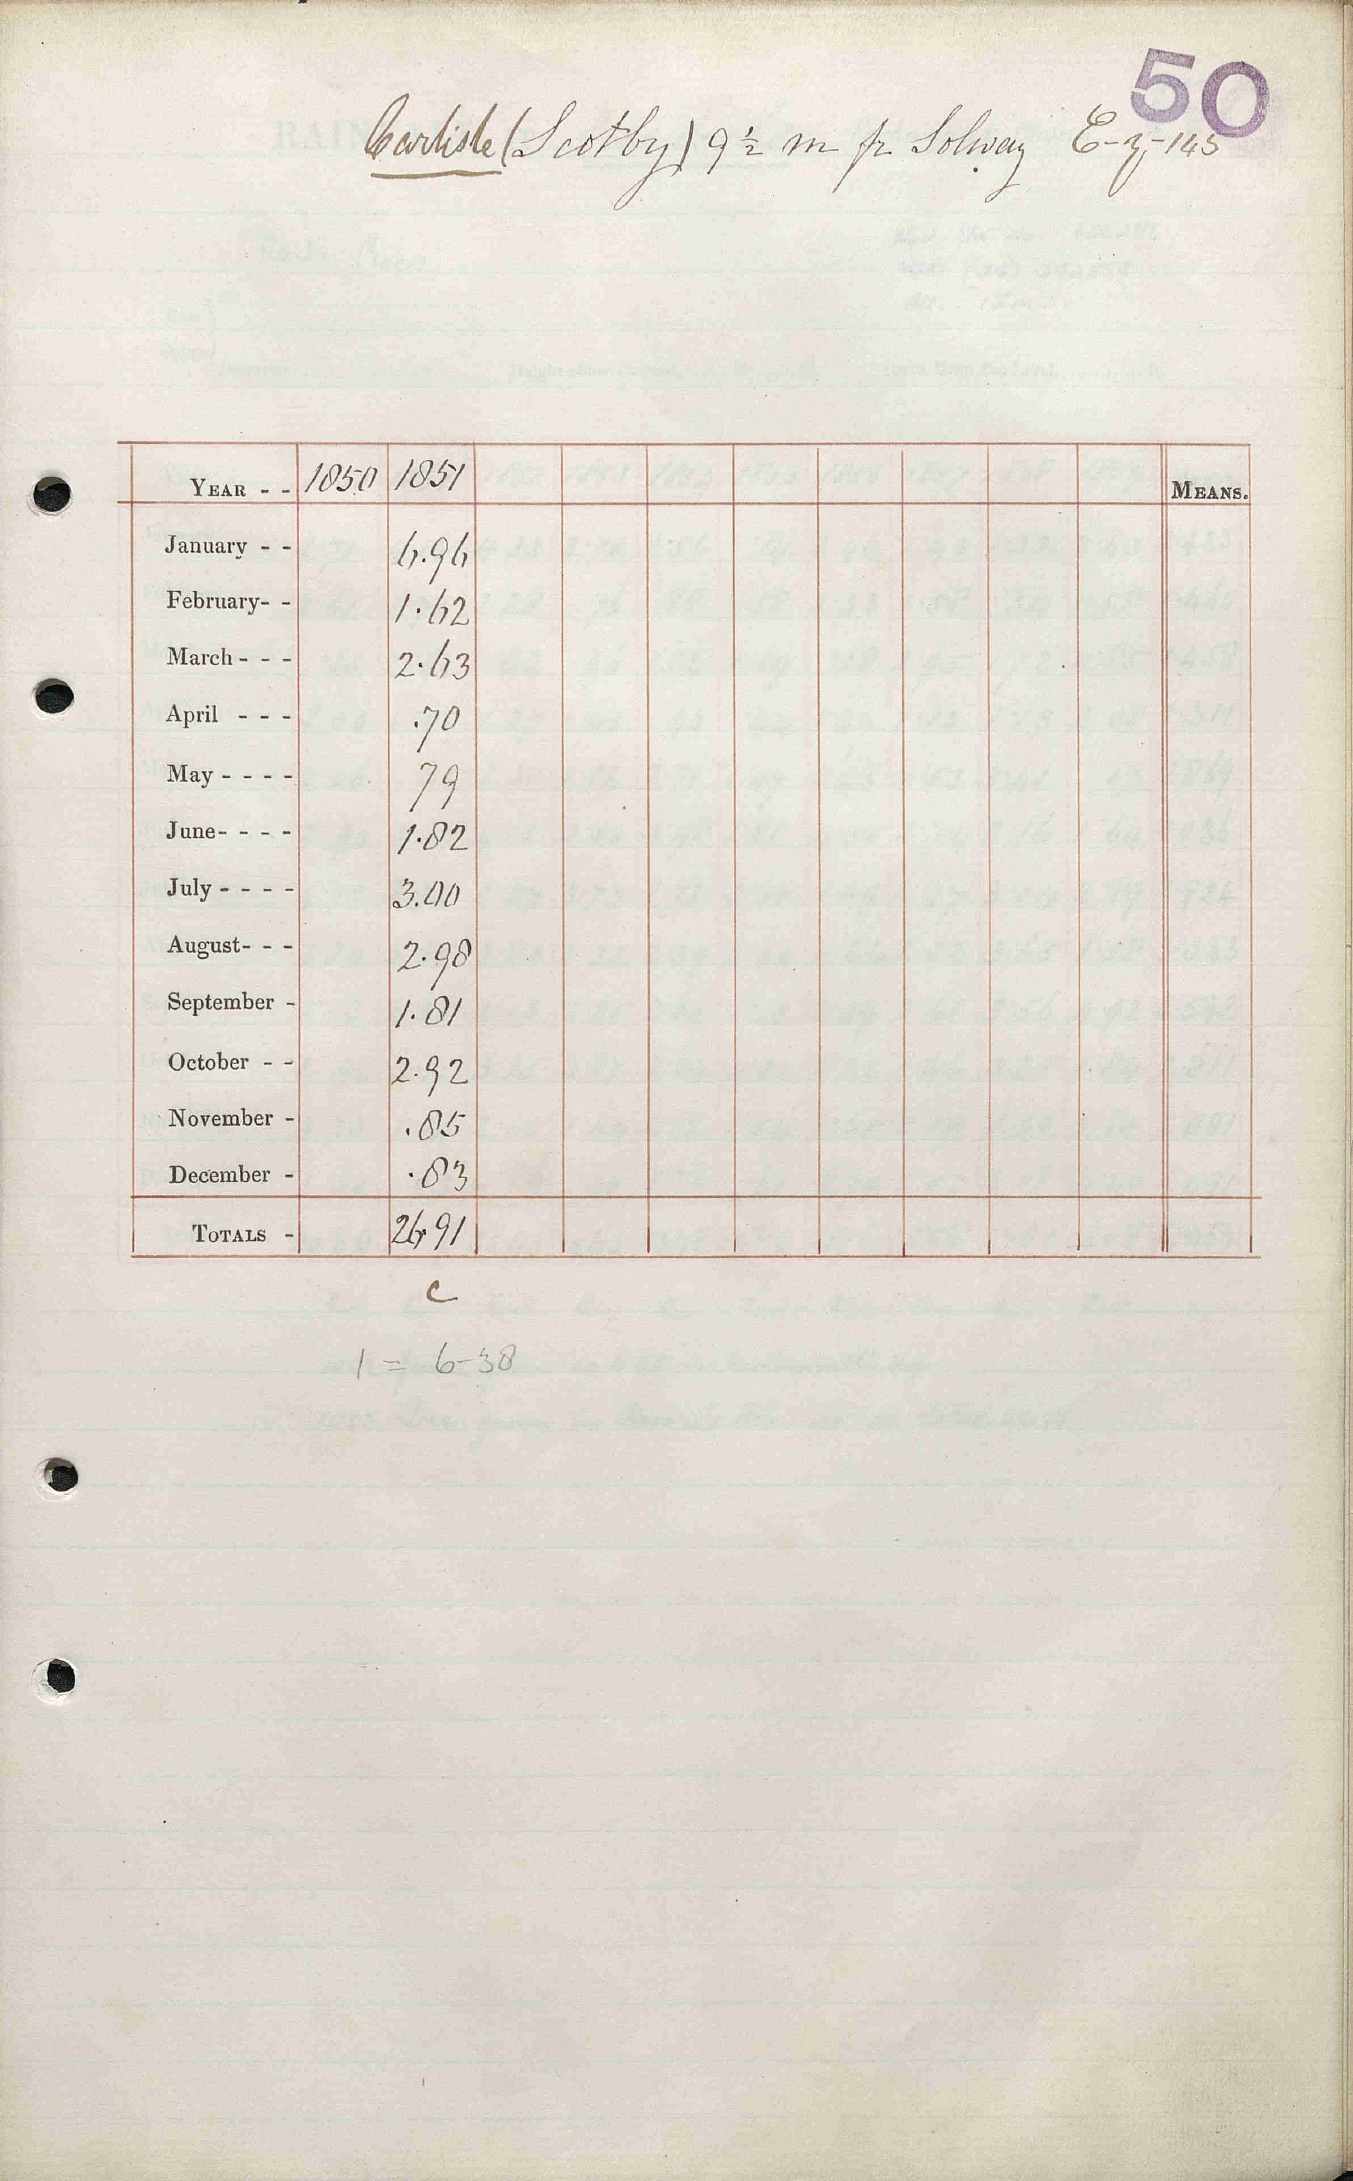 50
Carlisle (Scotby) 9½ m fr Solway E-z-145
YEAR - - 1850 1851 MEANS.
January - - 6.96
February- - 1.62
March - - - 2.63
April - - - .70
May - - - - 79
June- - - - 1.82
July - - - - 3.00
August- - - 2.98
September - 1.81
October - - 2.92
November - .85
December - .83
TOTALS - 26.91
C
1 = 6-38